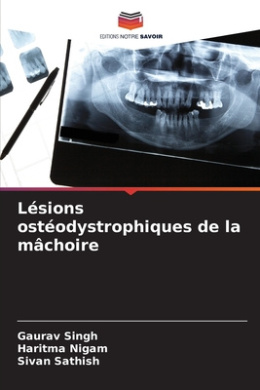 EDITIONS NOTRE SAVOIR
Lésions
ostéodystrophiques de la
mâchoire
Gaurav Singh
Haritma Nigam
Sivan Sathish